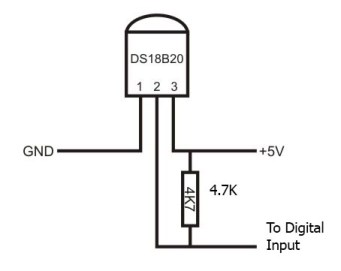 DS18B20
1 2 3
GND
+5V
4K7
4.7K
To Digital
Input